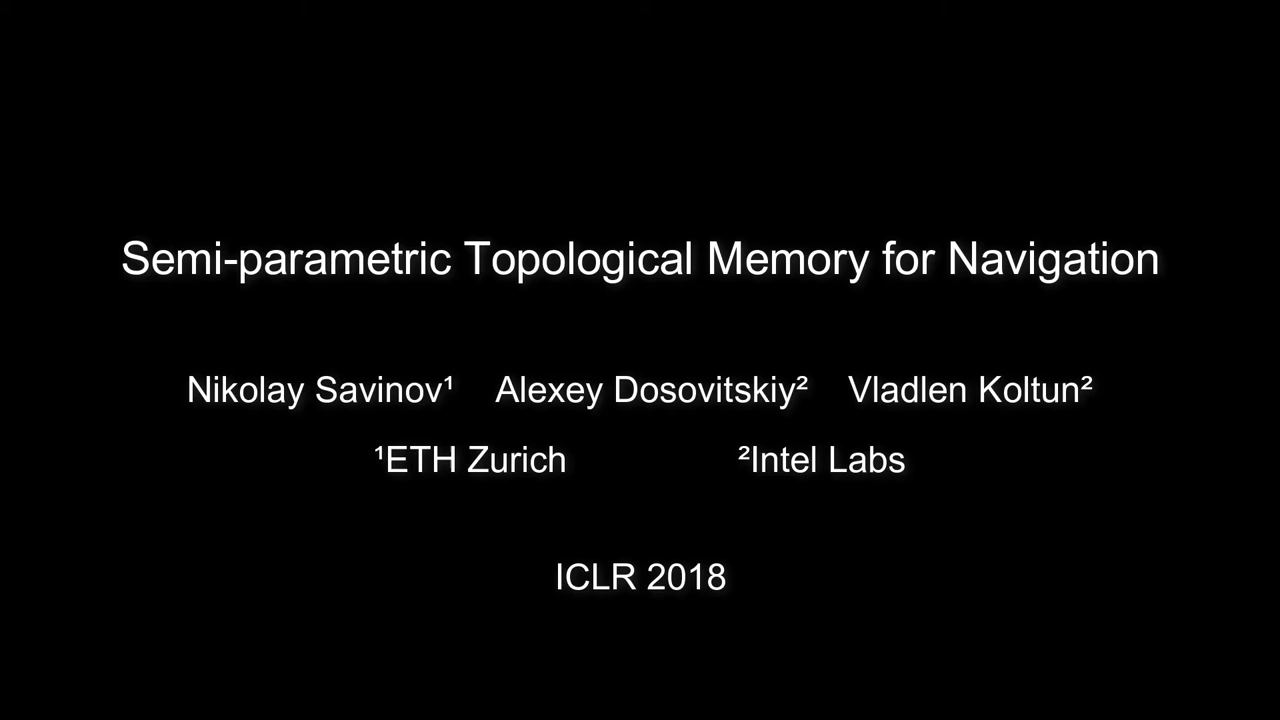 Semi-parametric Topological Memory for Navigation
Nikolay Savinov¹ Alexey Dosovitskiy² Vladlen Koltun²
¹ETH Zurich ²Intel Labs
ICLR 2018